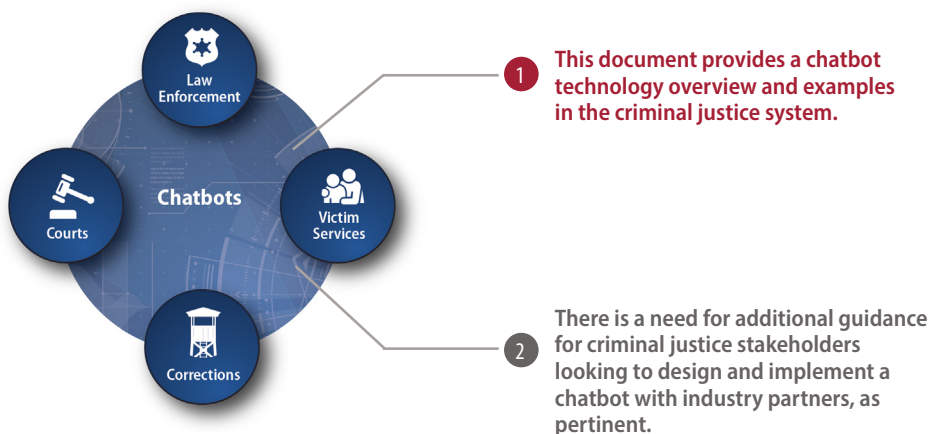 Law
Enforcement
1
This document provides a chatbot
technology overview and examples
in the criminal justice system.
Chatbots
Courts
Victim
Services
Corrections
2
There is a need for additional guidance
for criminal justice stakeholders
looking to design and implement a
chatbot with industry partners, as
pertinent.